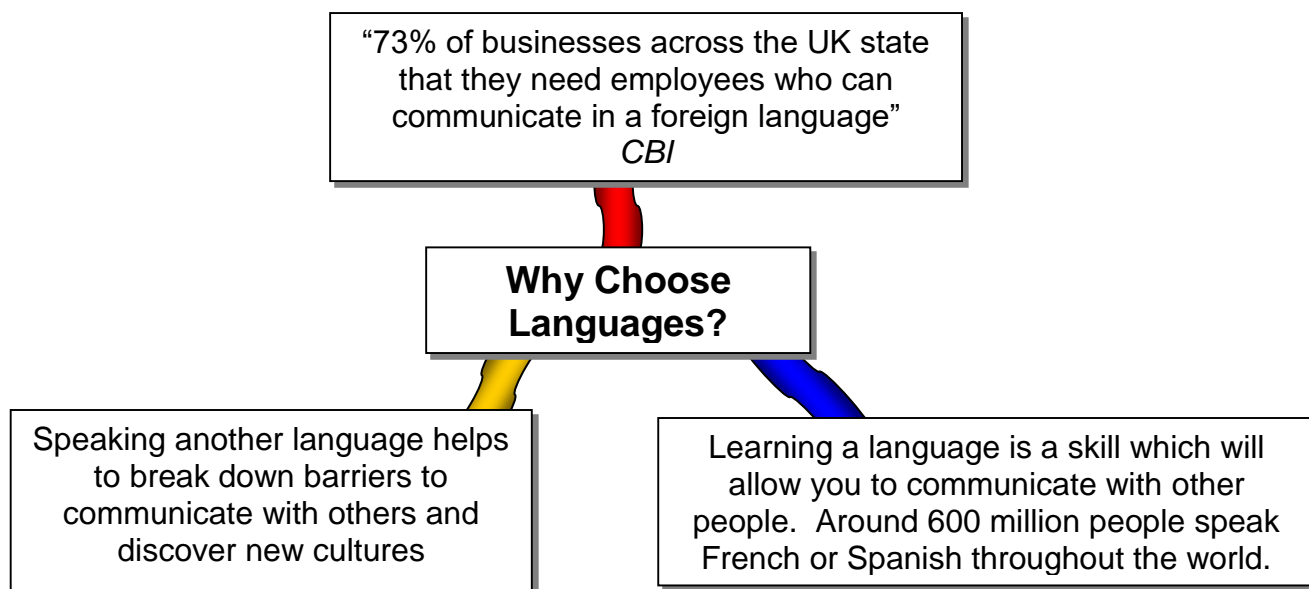 “73% of businesses across the UK state
that they need employees who can
communicate in a foreign language”
CBI
Why Choose
Languages?
Speaking another language helps
to break down barriers to
communicate with others and
discover new cultures
Learning a language is a skill which will
allow you to communicate with other
people.  Around 600 million people speak
French or Spanish throughout the world.